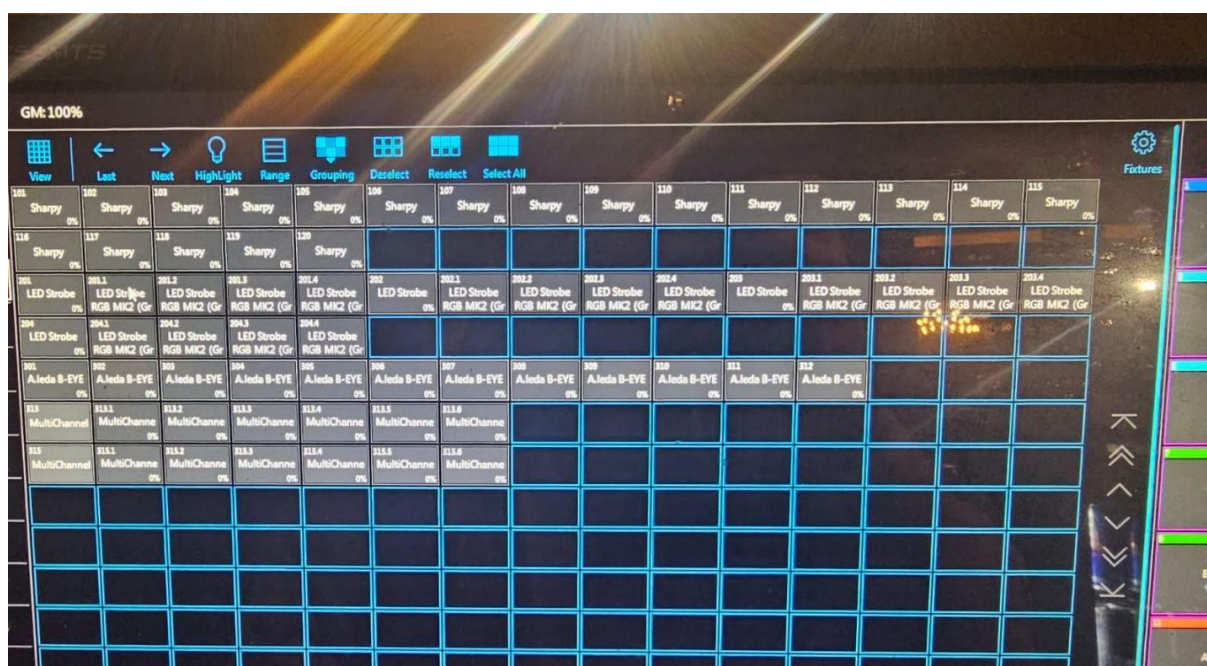 GM:100%
View Last Next HighLight Range Grouping Deselect Reselect Select All Fixtures
101 Sharpy 0% 102 Sharpy 0% 103 Sharpy 0% 104 Sharpy 0% 105 Sharpy 0% 106 Sharpy 0% 107 Sharpy 0% 108 Sharpy 0% 109 Sharpy 0% 110 Sharpy 0% 111 Sharpy 0% 112 Sharpy 0% 113 Sharpy 0% 114 Sharpy 0% 115 Sharpy 0%
116 Sharpy 0% 117 Sharpy 0% 118 Sharpy 0% 119 Sharpy 0% 120 Sharpy 0%
201 201.1 201.2 201.3 201.4 202 202.1 202.2 202.3 202.4 203 203.1 203.2 203.3 203.4
LED Strobe LED LED Strobe LED Strobe LED Strobe LED Strobe LED Strobe LED Strobe LED Strobe LED Strobe LED Strobe LED Strobe LED Strobe LED Strobe LED Strobe
0% RGB MK2 (Gr RGB MK2 (Gr RGB MK2 (Gr RGB MK2 (Gr 0% RGB MK2 (Gr RGB MK2 (Gr RGB MK2 (Gr RGB MK2 (Gr 0% RGB MK2 (Gr RGB MK2 (Gr RGB MK2 (Gr RGB MK2 (Gr
204 204.1 204.2 204.3 204.4
LED Strobe LED Strobe LED Strobe LED Strobe LED Strobe
0% RGB MK2 (Gr RGB MK2 (Gr RGB MK2 (Gr RGB MK2 (Gr
301 302 303 304 305 306 307 308 309 310 311 312
A.leda B-EYE A.leda B-EYE A.leda B-EYE A.leda B-EYE A.leda B-EYE A.leda B-EYE A.leda B-EYE A.leda B-EYE A.leda B-EYE A.leda B-EYE A.leda B-EYE A.leda B-EYE
0% 0% 0% 0% 0% 0% 0% 0% 0% 0% 0% 0%
313 313.1 313.2 313.3 313.4 313.5 313.6
MultiChannel MultiChanne MultiChanne MultiChanne MultiChanne MultiChanne MultiChanne
0% 0% 0% 0% 0% 0%
315 315.1 315.2 315.3 315.4 315.5 315.6
MultiChannel MultiChanne MultiChanne MultiChanne MultiChanne MultiChanne MultiChanne
0% 0% 0% 0% 0% 0%